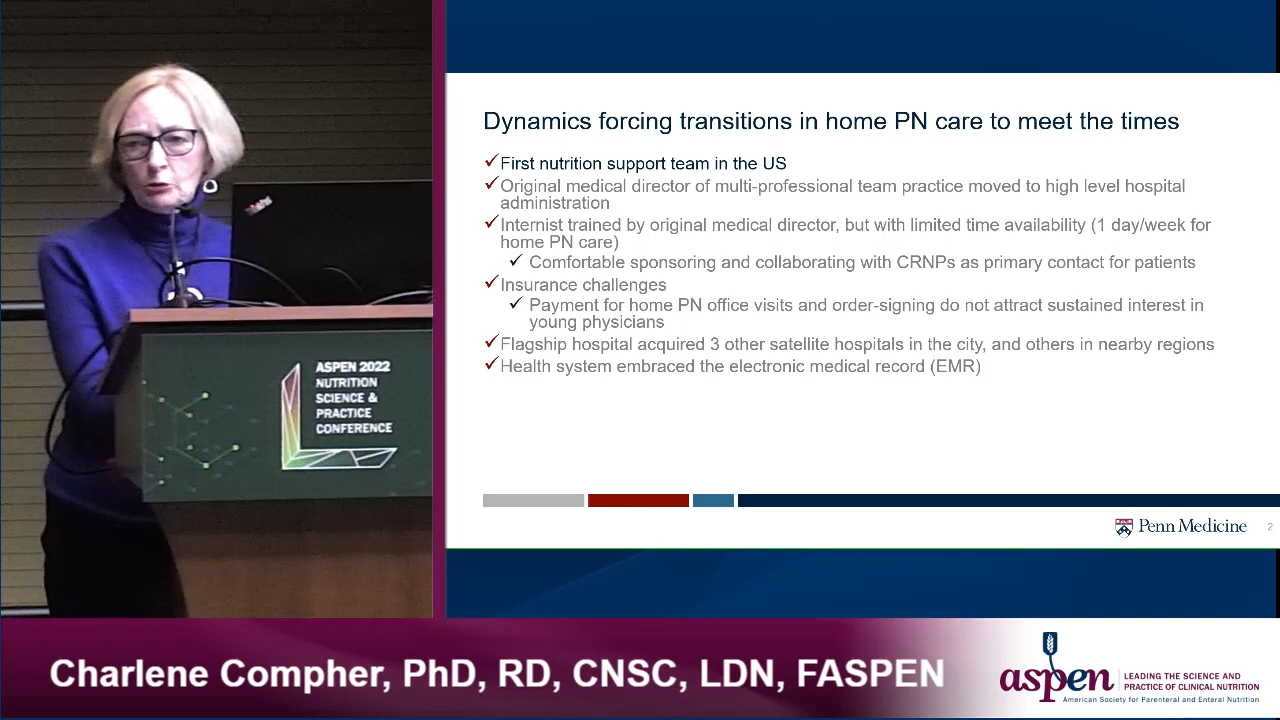 Dynamics forcing transitions in home PN care to meet the times
✓First nutrition support team in the US
✓Original medical director of multi-professional team practice moved to high level hospital
administration
✓Internist trained by original medical director, but with limited time availability (1 day/week for
home PN care)
✓ Comfortable sponsoring and collaborating with CRNPs as primary contact for patients
✓Insurance challenges
✓ Payment for home PN office visits and order-signing do not attract sustained interest in
young physicians
✓Flagship hospital acquired 3 other satellite hospitals in the city, and others in nearby regions
✓Health system embraced the electronic medical record (EMR)
Penn Medicine 2
ASPEN 2022
NUTRITION
SCIENCE &
PRACTICE
CONFERENCE
Charlene Compher, PhD, RD, CNSC, LDN, FASPEN
aspen
LEADING THE SCIENCE AND
PRACTICE OF CLINICAL NUTRITION
American Society for Parenteral and Enteral Nutrition